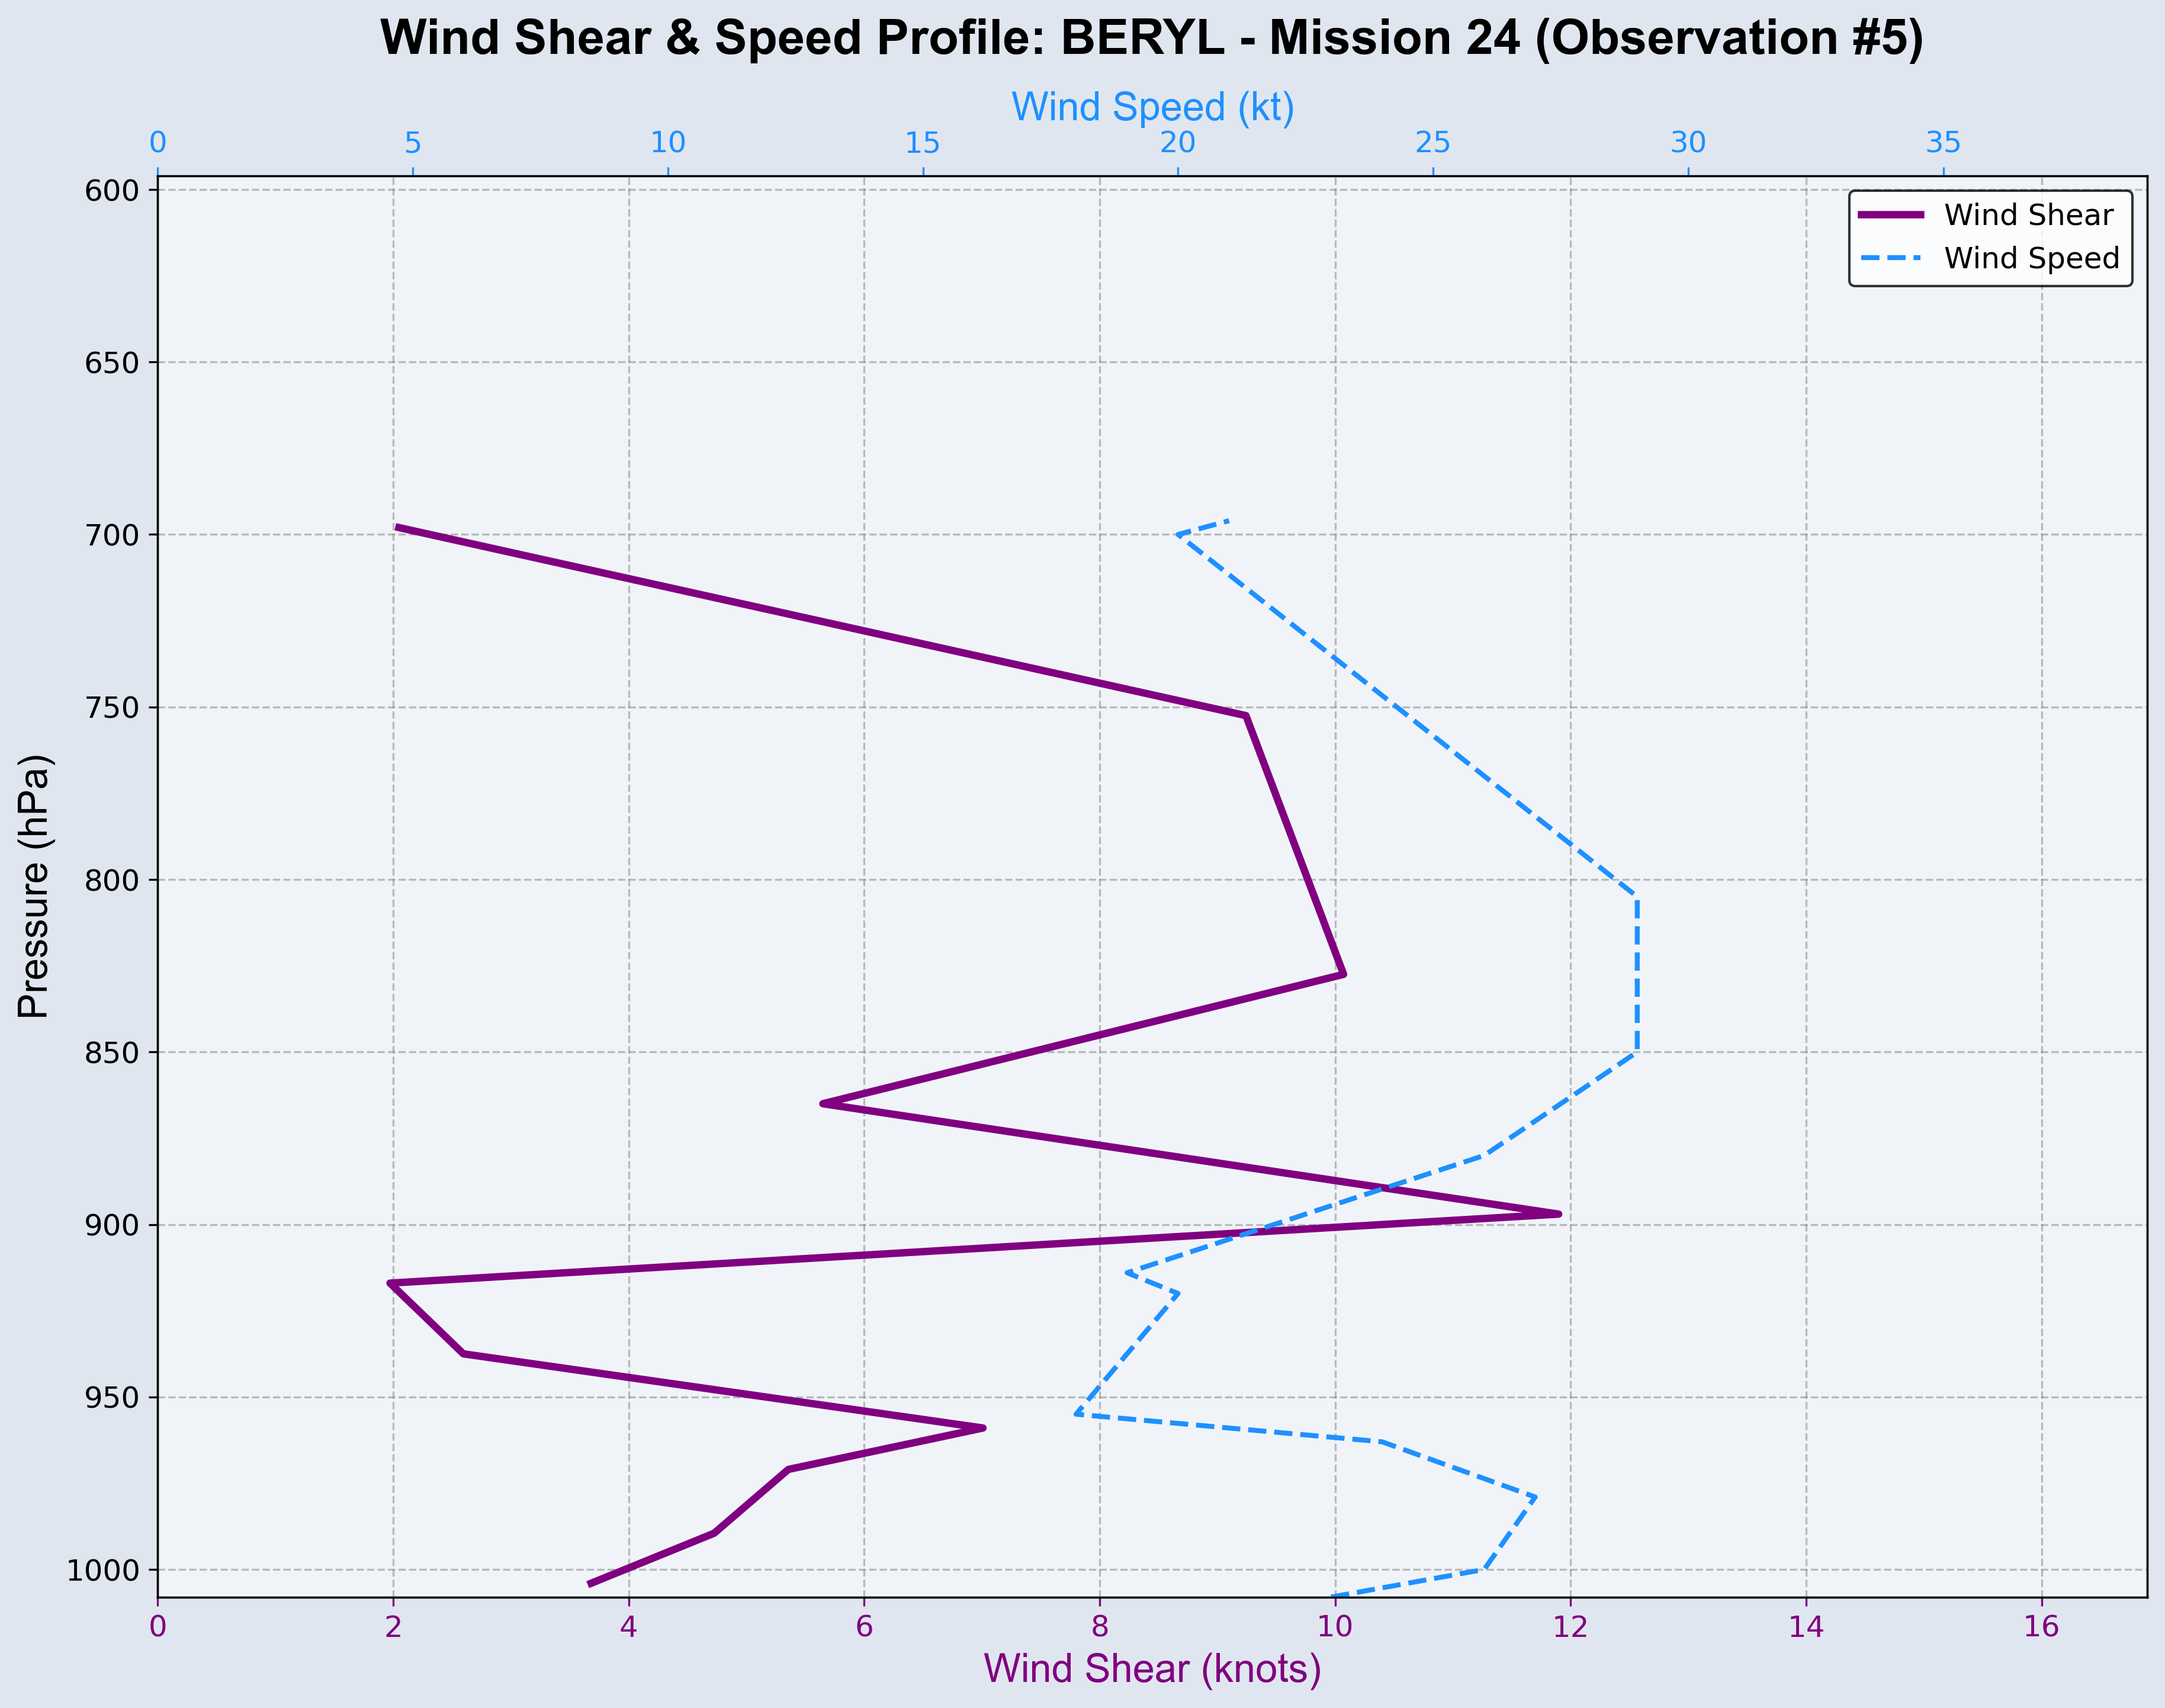 Wind Shear & Speed Profile: BERYL - Mission 24 (Observation #5)
Wind Speed (kt)
0 5 10 15 20 25 30 35
Wind Shear
Wind Speed
Pressure (hPa)
600
650
700
750
800
850
900
950
1000
0 2 4 6 8 10 12 14 16
Wind Shear (knots)